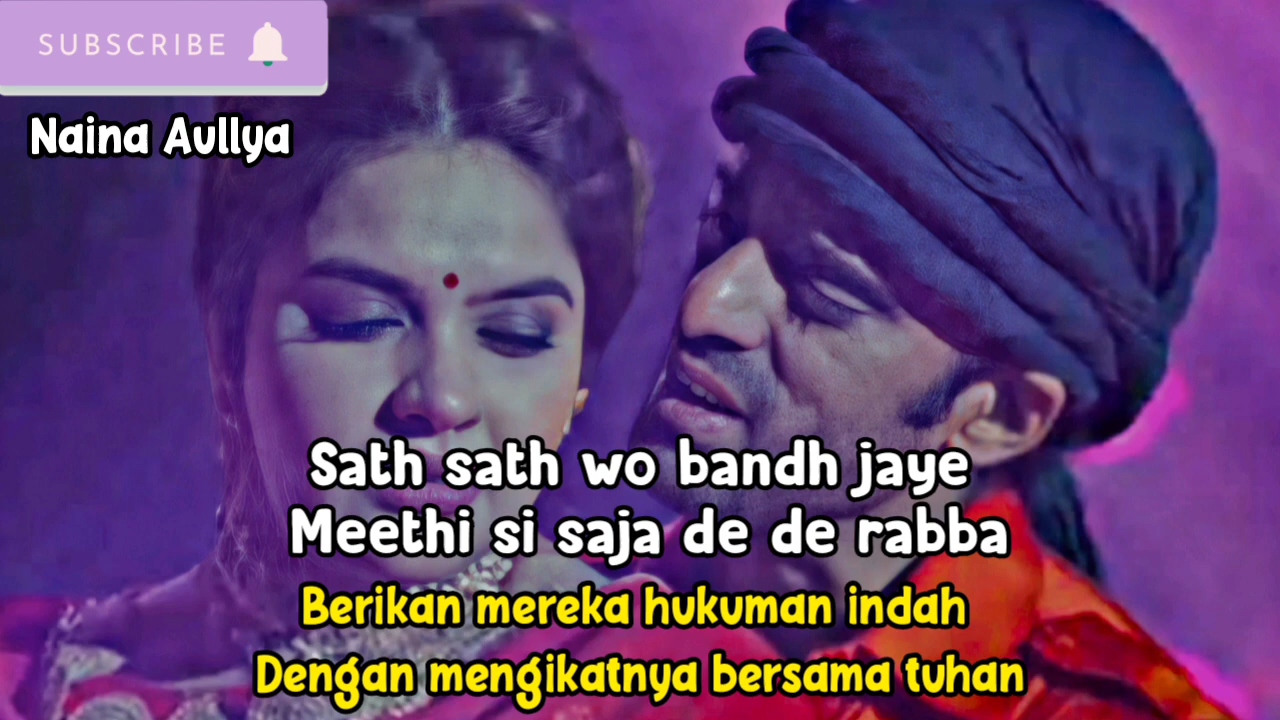 SUBSCRIBE
Naina Aullya
Sath sath wo bandh jaye
Meethi si saja de de rabba
Berikan mereka hukuman indah
Dengan mengikatnya bersama tuhan